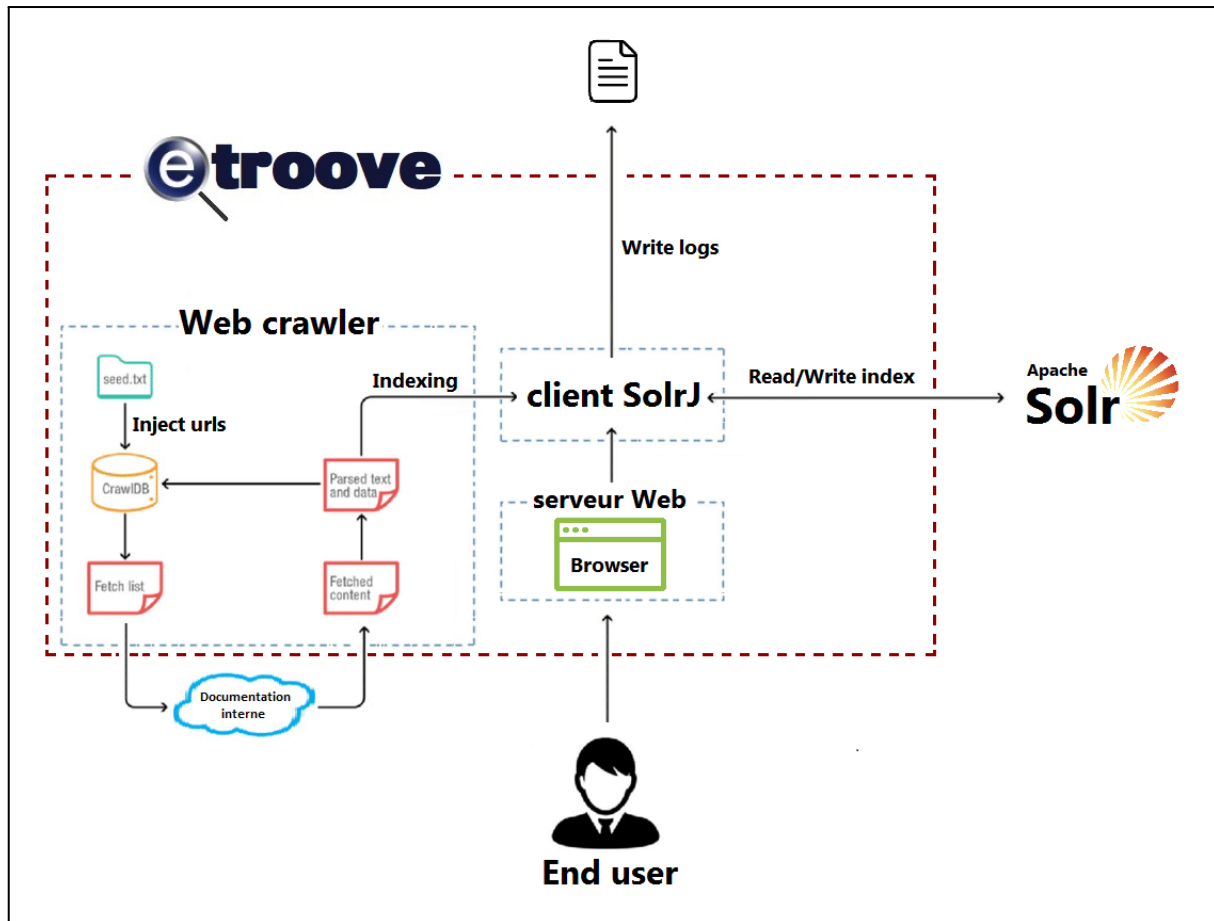 etroove
Write logs
Web crawler
seed.txt
Inject urls
CrawlDB
Fetch list
Parsed text
and data
Fetched
content
Indexing
client SolrJ
Read/Write index
Apache
Solr
serveur Web
Browser
Documentation
interne
End user